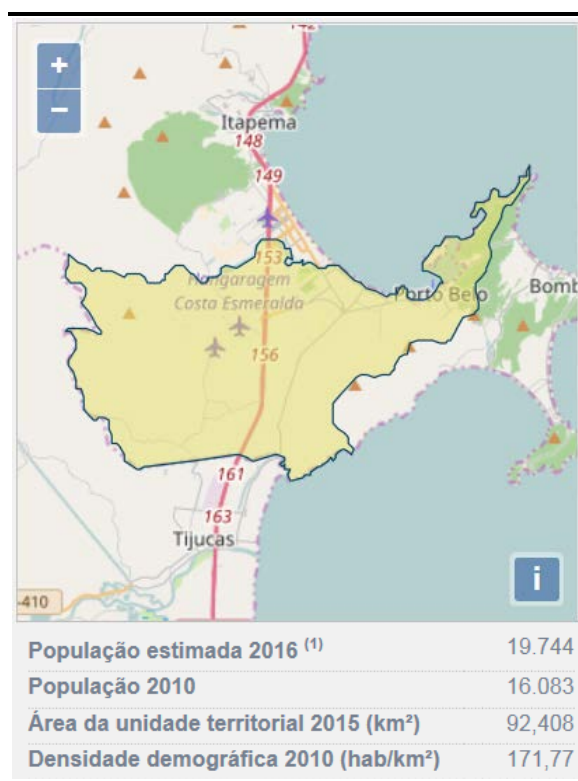 142
+
−
Itapema
148
149
153
Hangaragem
Costa Esmeralda
Porto Belo
Bomb
156
161
163
Tijucas
-410
i
População estimada 2016 (1) 19.744
População 2010 16.083
Área da unidade territorial 2015 (km²) 92,408
Densidade demográfica 2010 (hab/km²) 171,77